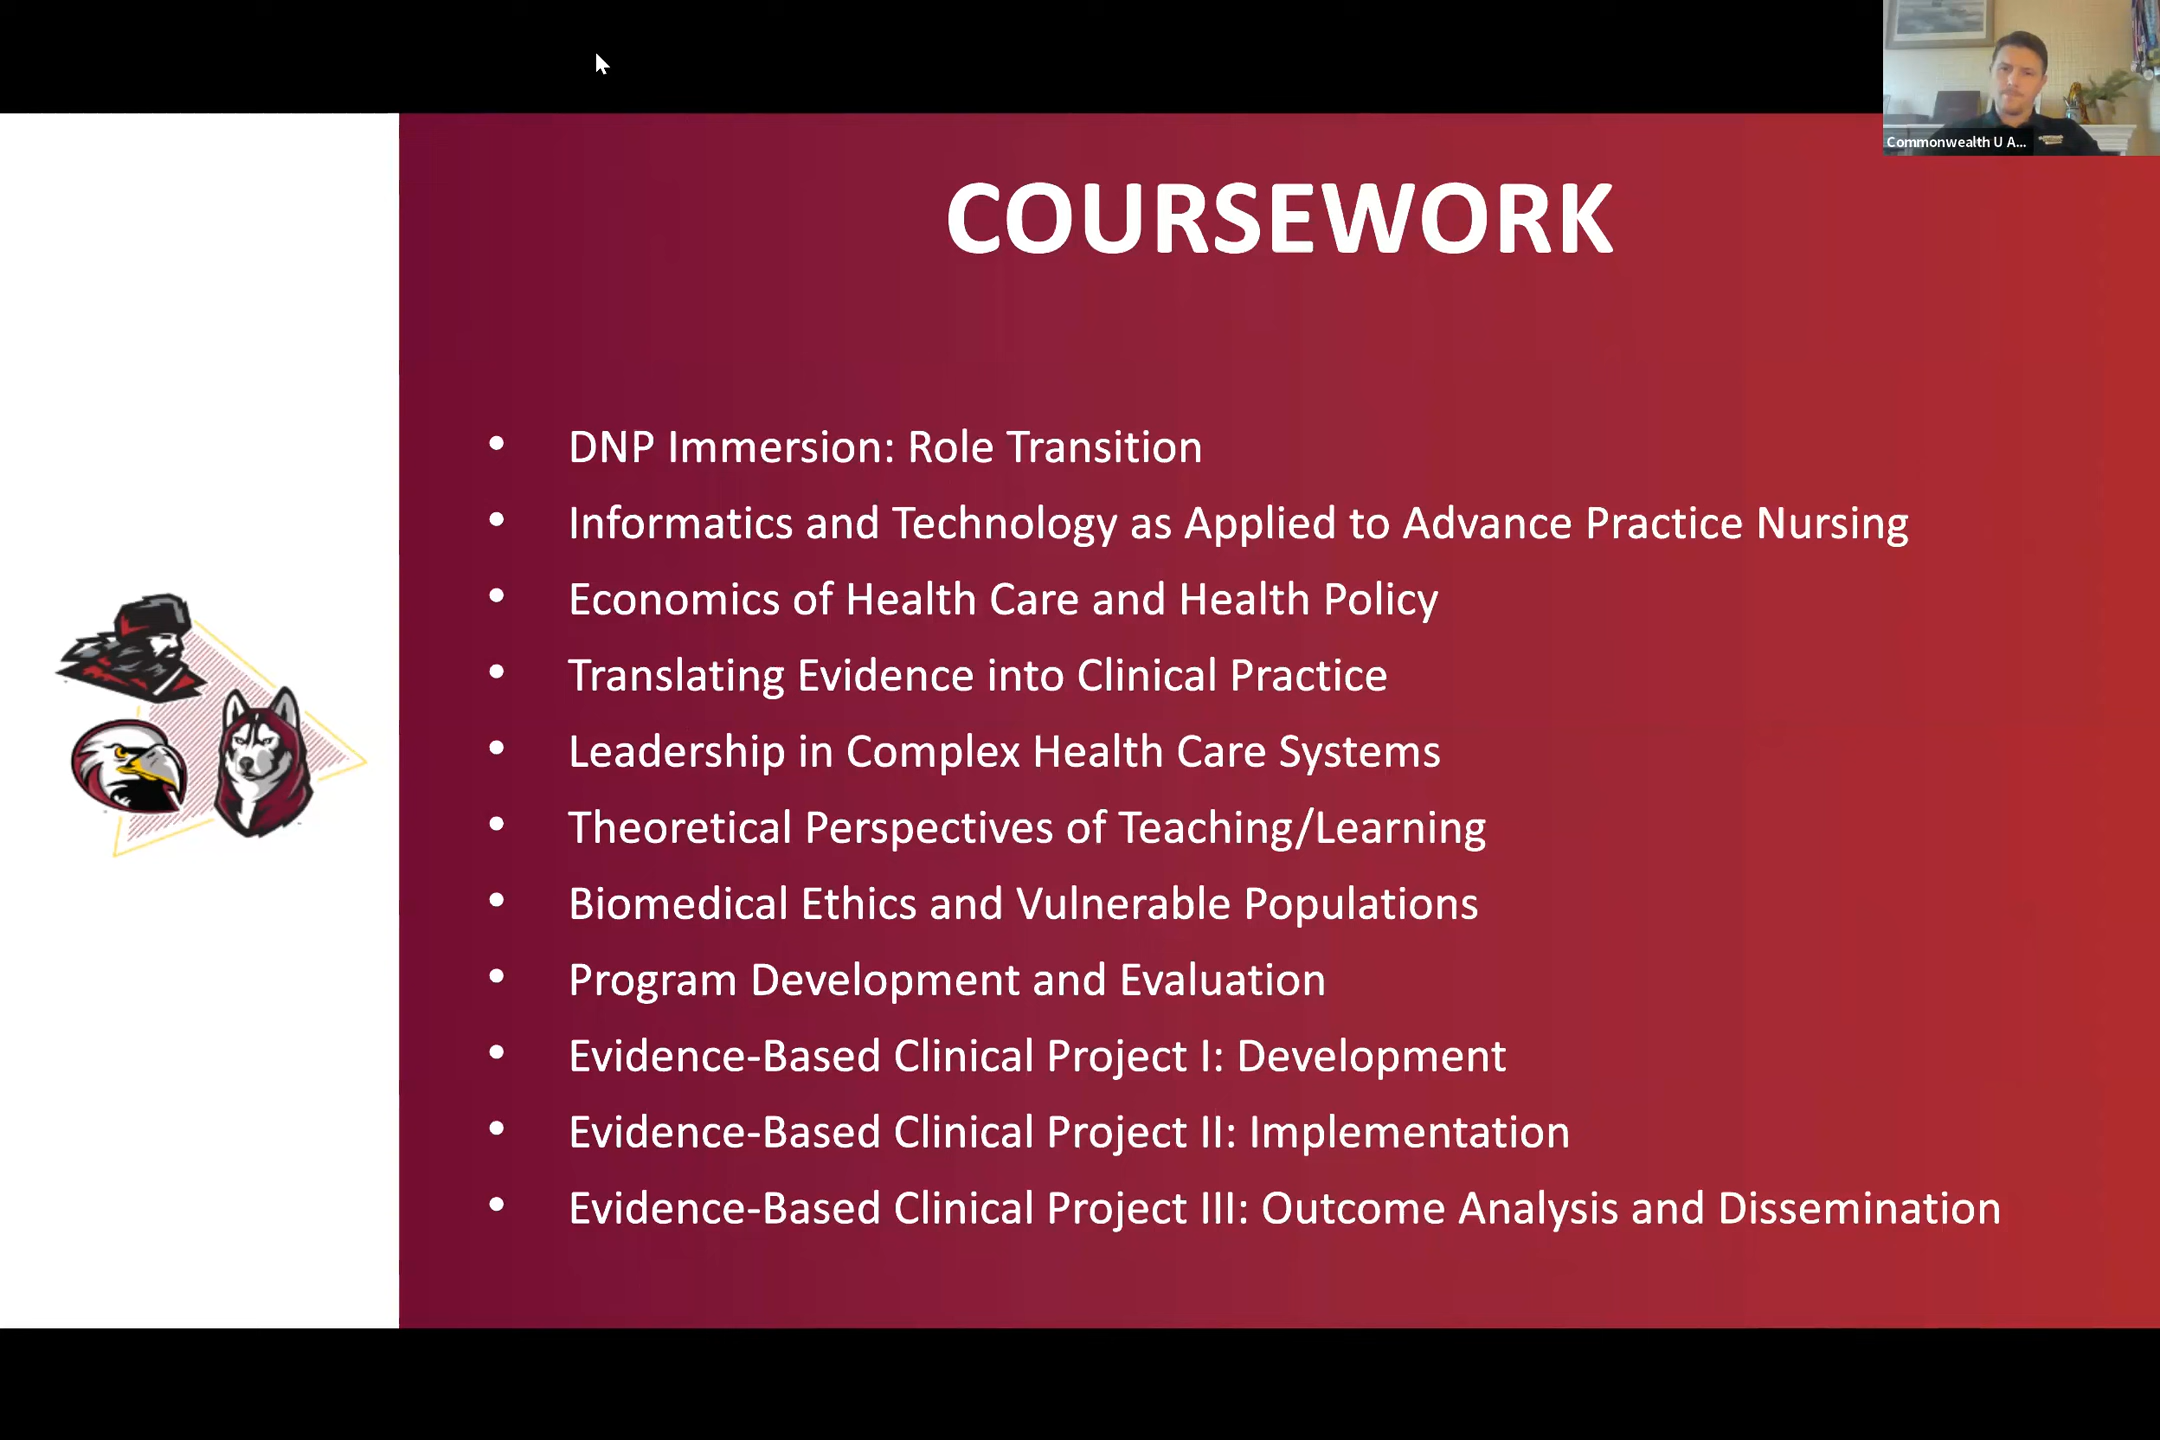 Commonwealth U A...
COURSEWORK
• DNP Immersion: Role Transition
• Informatics and Technology as Applied to Advance Practice Nursing
• Economics of Health Care and Health Policy
• Translating Evidence into Clinical Practice
• Leadership in Complex Health Care Systems
• Theoretical Perspectives of Teaching/Learning
• Biomedical Ethics and Vulnerable Populations
• Program Development and Evaluation
• Evidence-Based Clinical Project I: Development
• Evidence-Based Clinical Project II: Implementation
• Evidence-Based Clinical Project III: Outcome Analysis and Dissemination